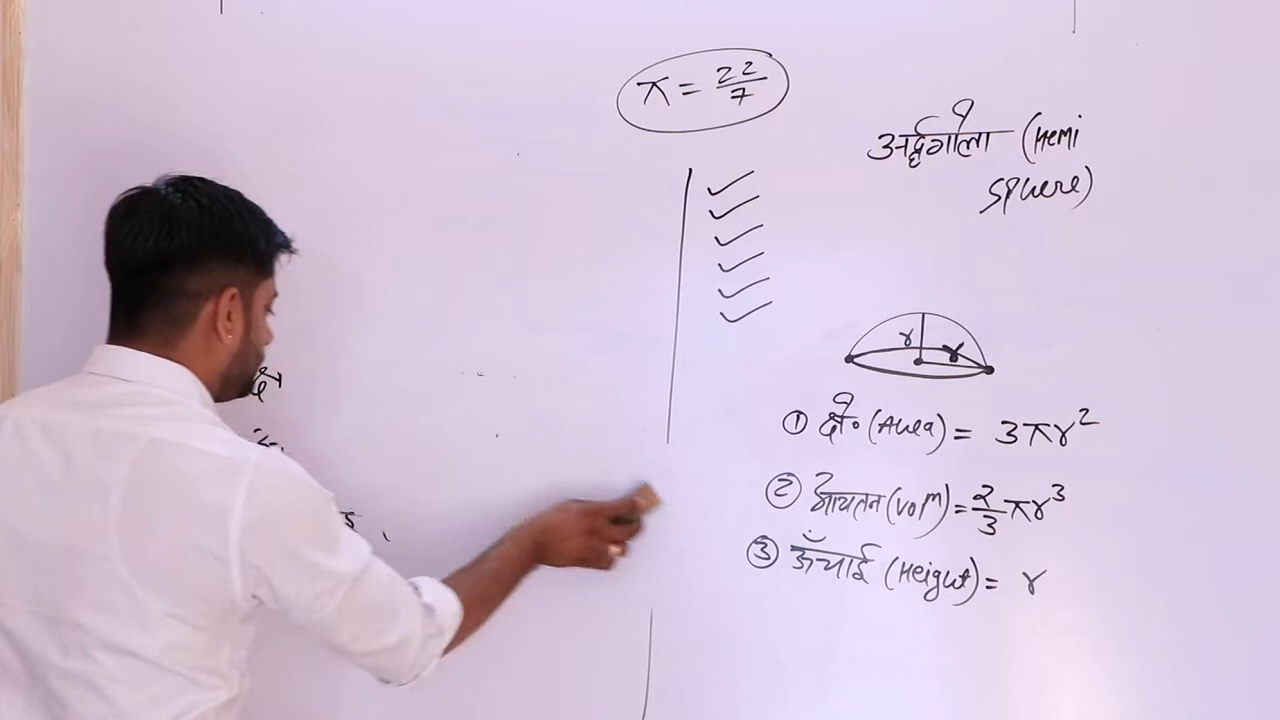 π = 22/7
अर्द्धगोला (Hemi
Sphere)
r r
① क्षे० (Area) = 3πr²
② आयतन (Vol^m) = 2/3 πr³
③ ऊँचाई (Height) = r